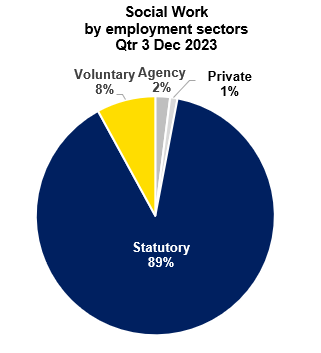 Social Work
by employment sectors
Qtr 3 Dec 2023
Voluntary
8%
Agency
2%
Private
1%
Statutory
89%